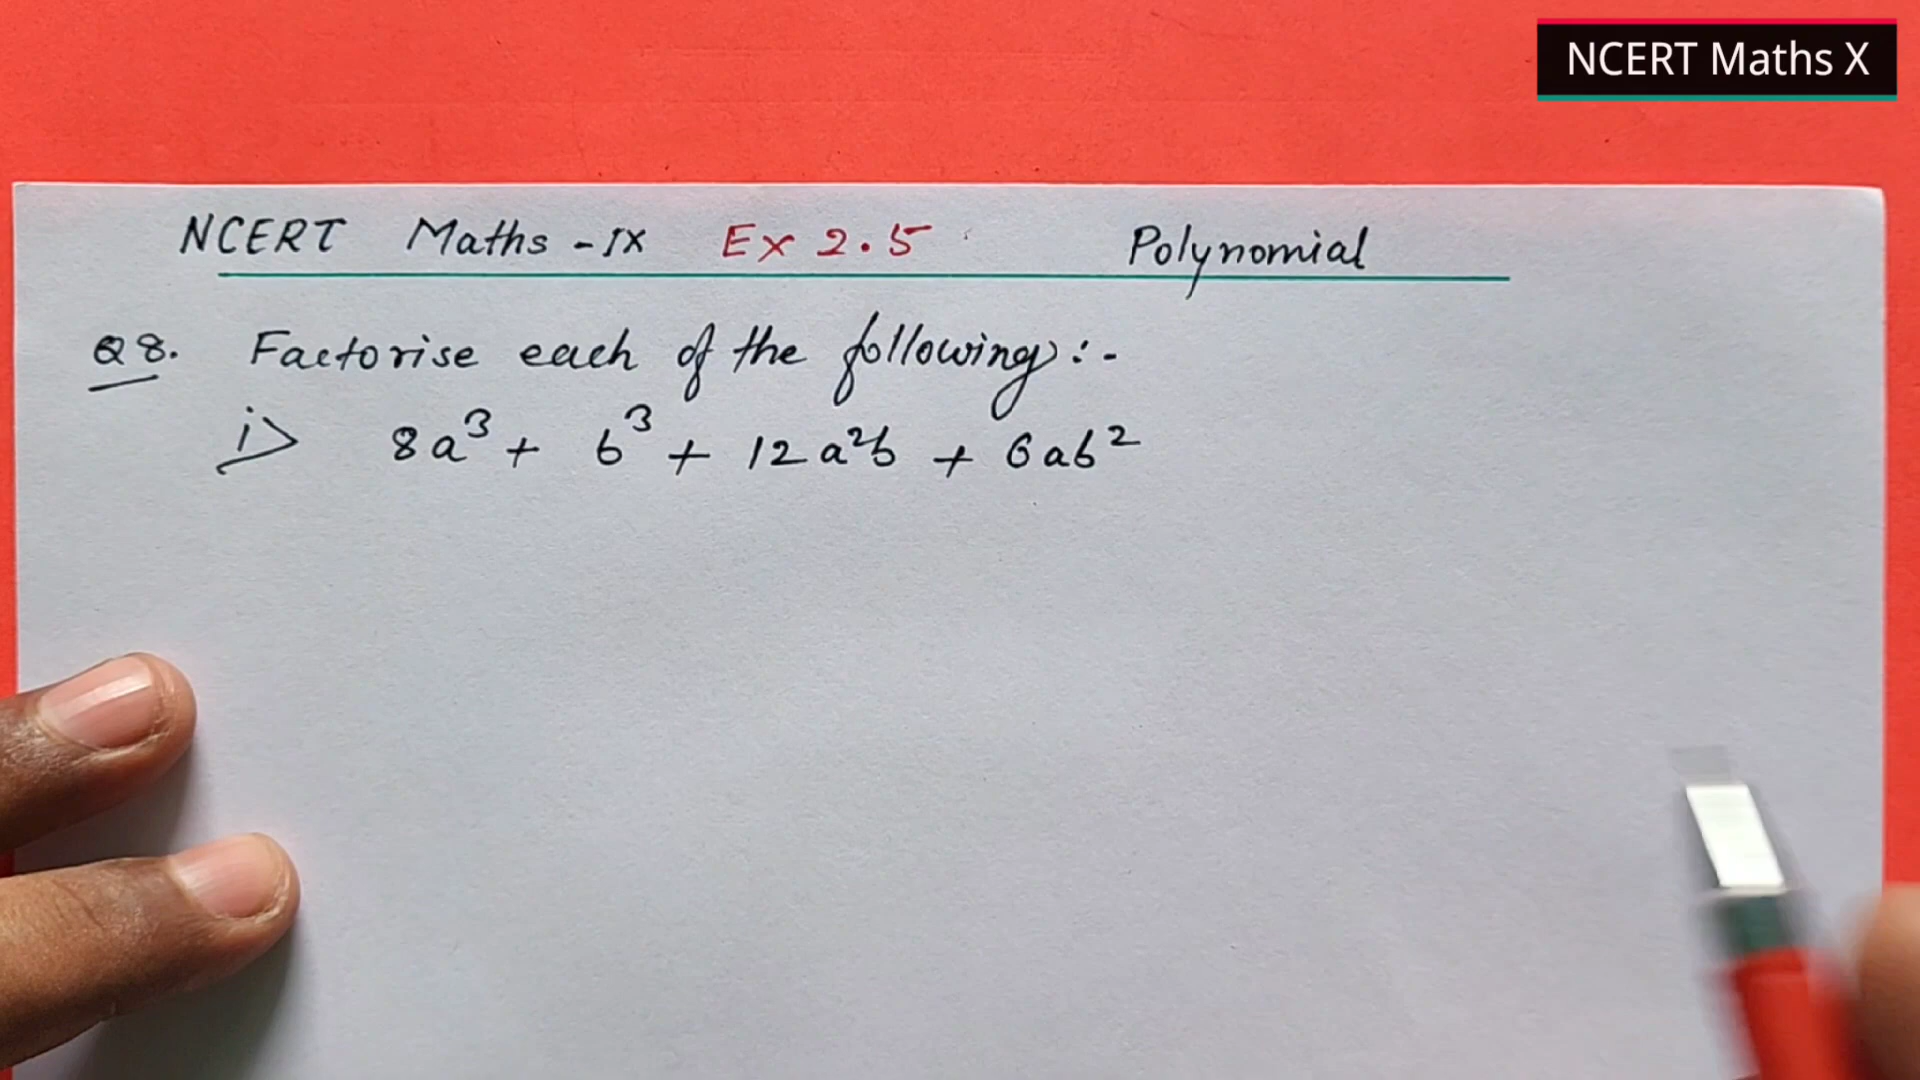 NCERT Maths X
NCERT Maths - IX Ex 2.5 Polynomial
Q8. Factorise each of the following:-
i> 8a³ + b³ + 12a²b + 6ab²